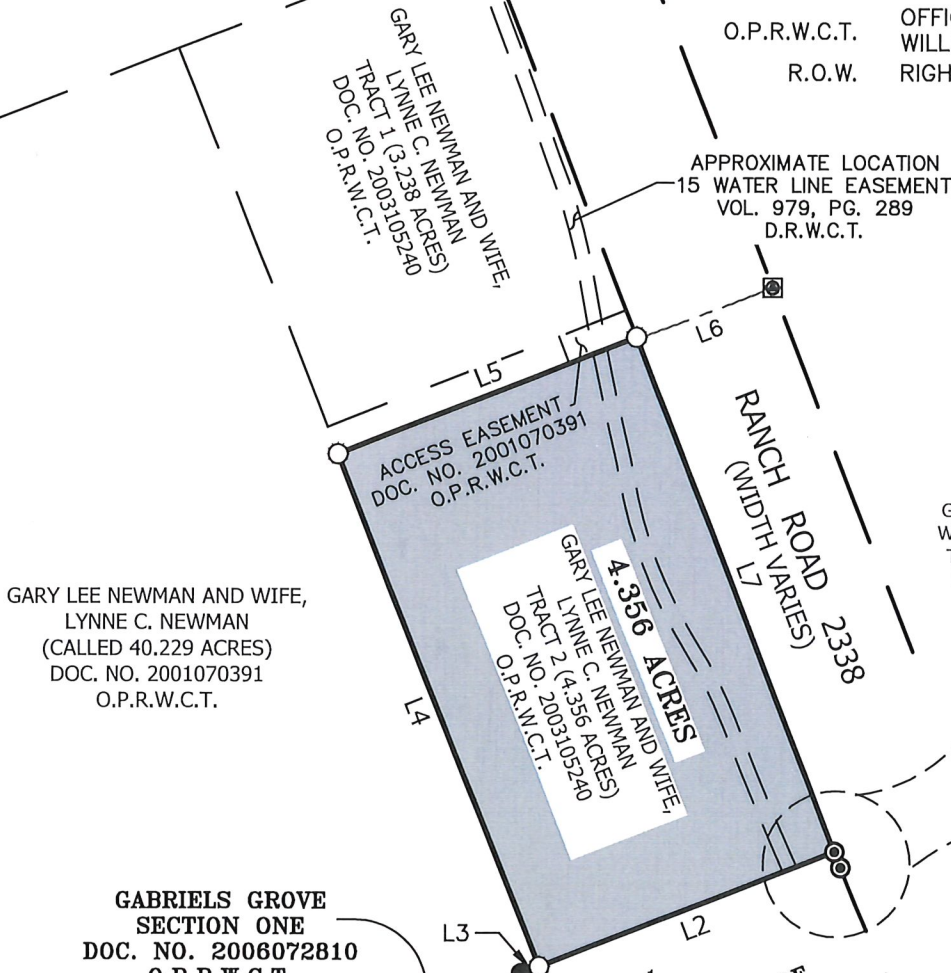 O.P.R.W.C.T.
R.O.W.
GARY LEE NEWMAN AND WIFE,
LYNNE C. NEWMAN
TRACT 1 (3.238 ACRES)
DOC. NO. 2003105240
O.P.R.W.C.T.
APPROXIMATE LOCATION
15 WATER LINE EASEMENT
VOL. 979, PG. 289
D.R.W.C.T.
L6
L5
ACCESS EASEMENT
DOC. NO. 2001070391
O.P.R.W.C.T.
RANCH ROAD 2338
(WIDTH VARIES)
L7
4.356 ACRES
GARY LEE NEWMAN AND WIFE,
LYNNE C. NEWMAN
TRACT 2 (4.356 ACRES)
DOC. NO. 2003105240
O.P.R.W.C.T.
GARY LEE NEWMAN AND WIFE,
LYNNE C. NEWMAN
(CALLED 40.229 ACRES)
DOC. NO. 2001070391
O.P.R.W.C.T.
L4
GABRIELS GROVE
SECTION ONE
DOC. NO. 2006072810
O.P.R.W.C.T.
L3
L2